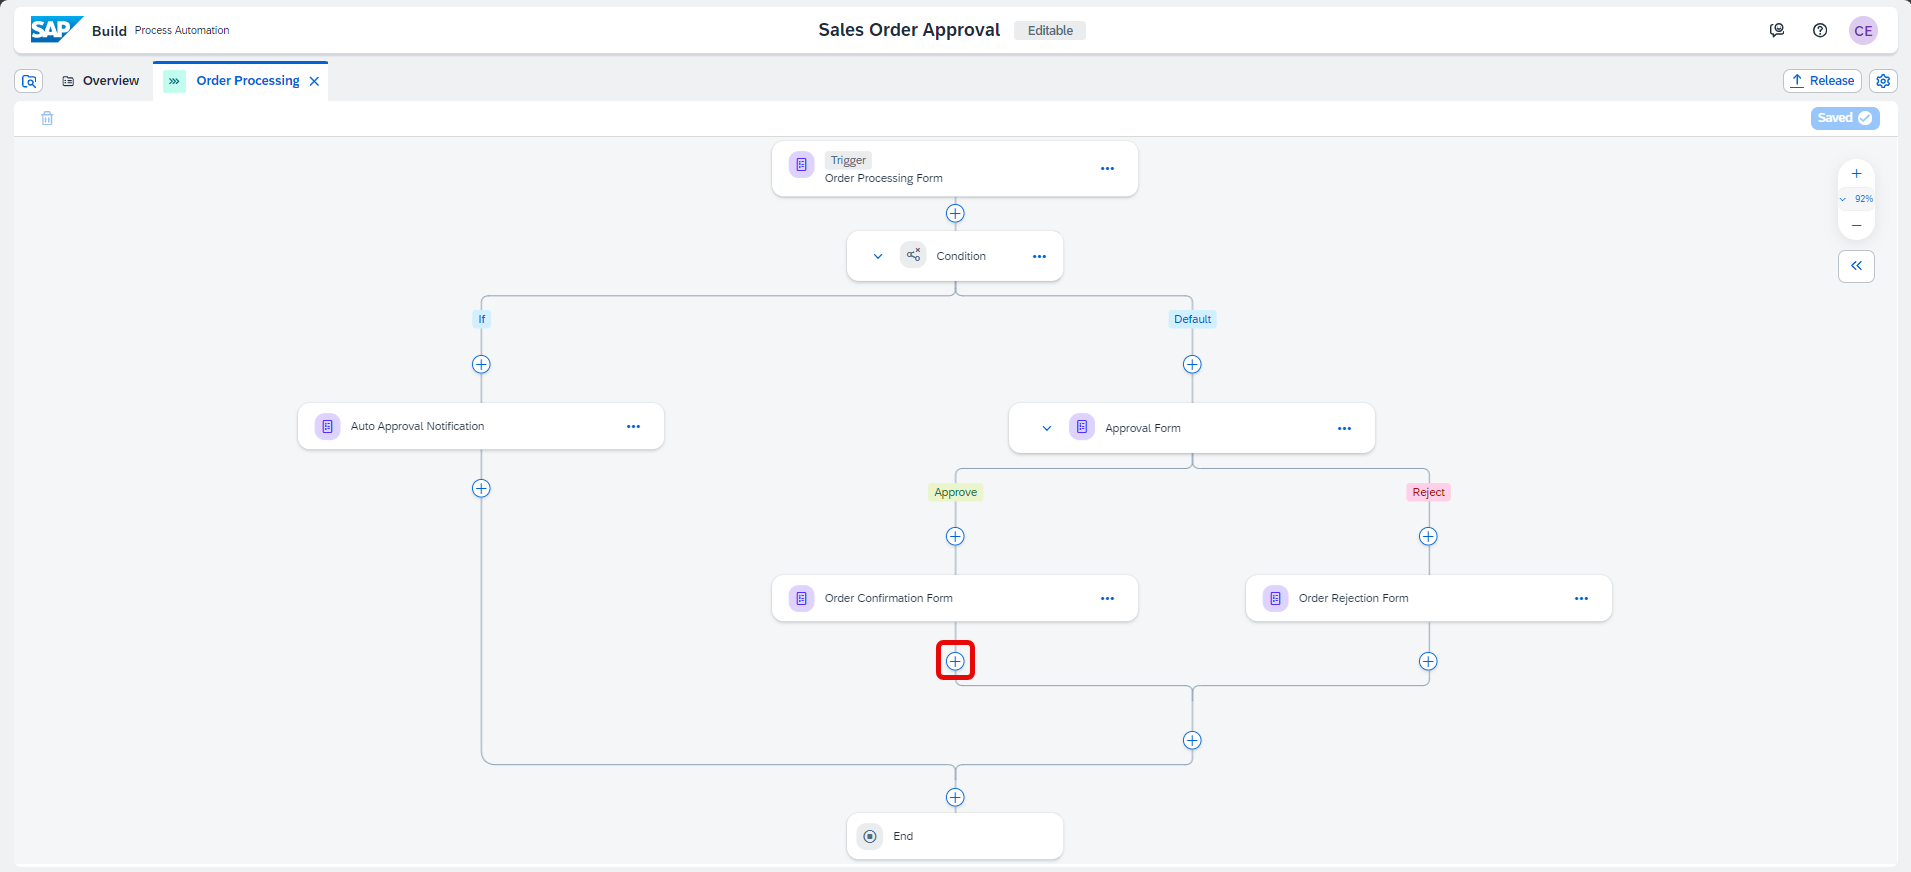 SAP Build Process Automation
Sales Order Approval Editable
CE
Overview
Order Processing
Release
Saved
Trigger
Order Processing Form
92%
Condition
If
Default
Auto Approval Notification
Approval Form
Approve
Reject
Order Confirmation Form
Order Rejection Form
End